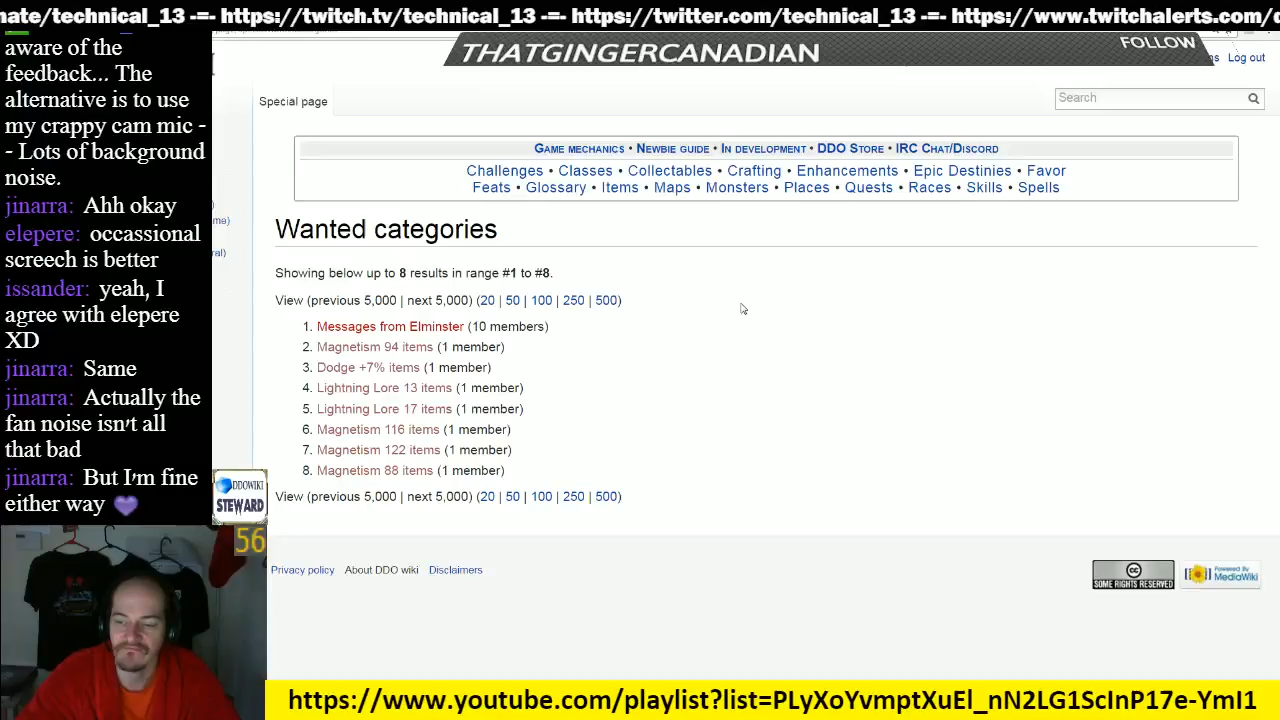 nate/technical_13 -=- https://twitch.tv/technical_13 -=- https://twitter.com/technical_13 -=- https://www.twitchalerts.com/d
THATGINGERCANADIAN
FOLLOW
Log out
aware of the
feedback... The
alternative is to use
my crappy cam mic -
- Lots of background
noise.
jinarra: Ahh okay
elepere: occassional
screech is better
issander: yeah, I
agree with elepere
XD
jinarra: Same
jinarra: Actually the
fan noise isn't all
that bad
jinarra: But I'm fine
either way
Special page
Search
GAME MECHANICS • NEWBIE GUIDE • IN DEVELOPMENT • DDO STORE • IRC CHAT/DISCORD
Challenges • Classes • Collectables • Crafting • Enhancements • Epic Destinies • Favor
Feats • Glossary • Items • Maps • Monsters • Places • Quests • Races • Skills • Spells
Wanted categories
Showing below up to 8 results in range #1 to #8.
View (previous 5,000 | next 5,000) (20 | 50 | 100 | 250 | 500)
1. Messages from Elminster (10 members)
2. Magnetism 94 items (1 member)
3. Dodge +7% items (1 member)
4. Lightning Lore 13 items (1 member)
5. Lightning Lore 17 items (1 member)
6. Magnetism 116 items (1 member)
7. Magnetism 122 items (1 member)
8. Magnetism 88 items (1 member)
View (previous 5,000 | next 5,000) (20 | 50 | 100 | 250 | 500)
DDOWIKI
STEWARD
56
Privacy policy
About DDO wiki
Disclaimers
CC
SOME RIGHTS RESERVED
Powered By
MediaWiki
https://www.youtube.com/playlist?list=PLyXoYvmptXuEl_nN2LG1ScInP17e-YmI1